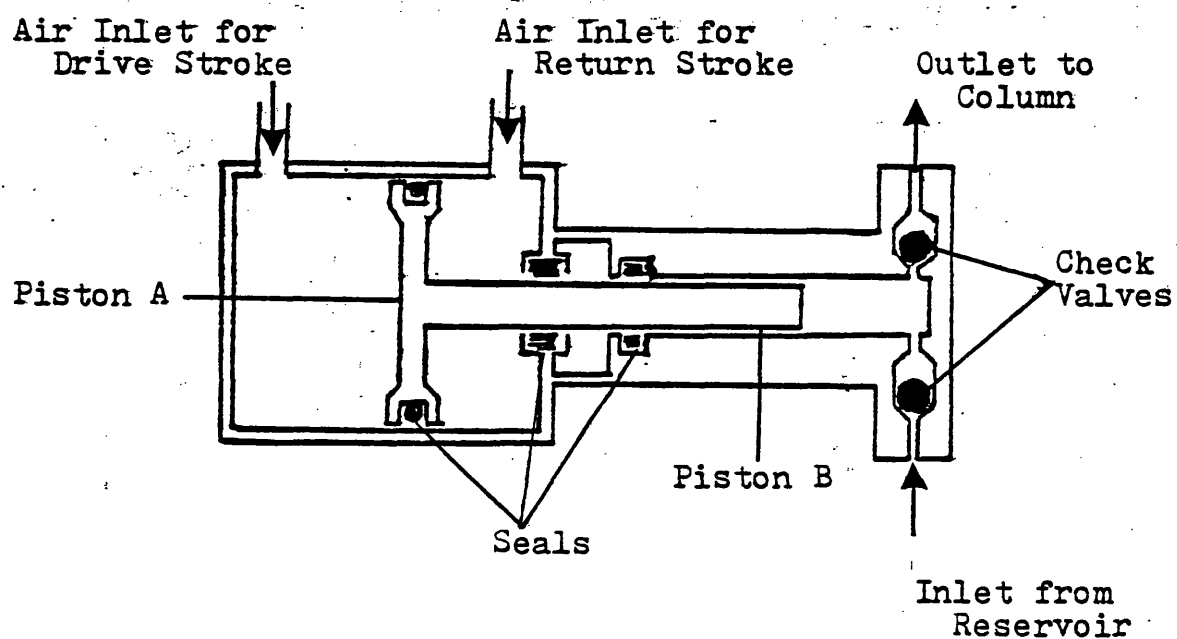 Air Inlet for
Drive Stroke
Air Inlet for
Return Stroke
Outlet to
Column
Piston A
Check
Valves
Piston B
Seals
Inlet from
Reservoir